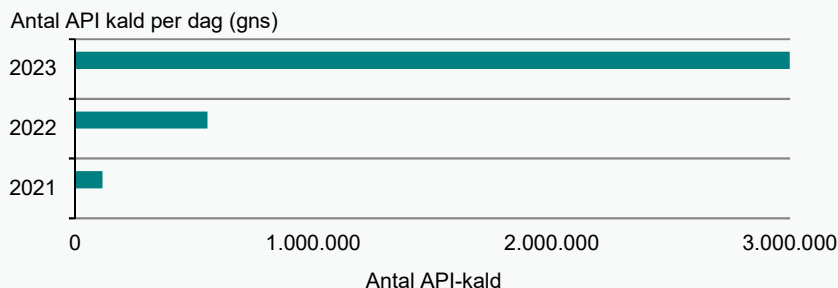 Antal API kald per dag (gns)
2023
2022
2021
0 1.000.000 2.000.000 3.000.000
Antal API-kald